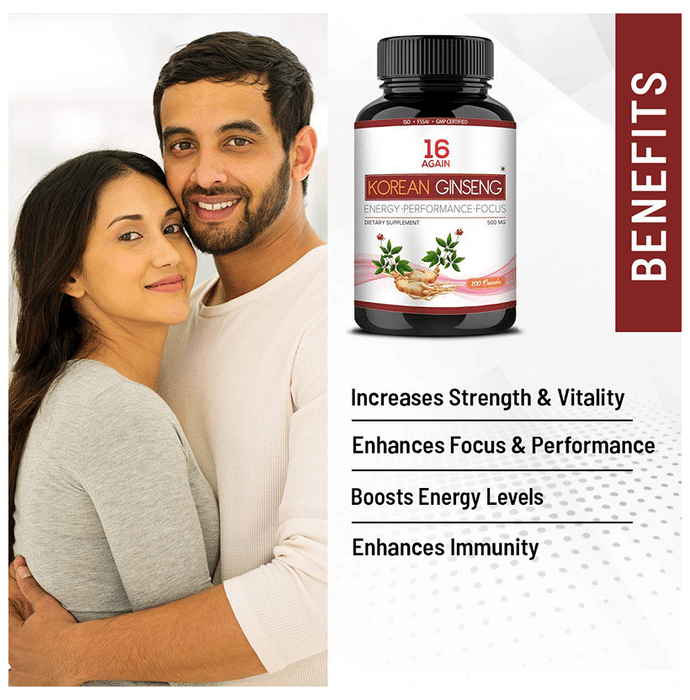 ISO • FSSAI • GMP CERTIFIED
16
AGAIN
KOREAN GINSENG
ENERGY•PERFORMANCE•FOCUS
DIETARY SUPPLEMENT
500 MG
100 Capsules
BENEFITS
Increases Strength & Vitality
Enhances Focus & Performance
Boosts Energy Levels
Enhances Immunity